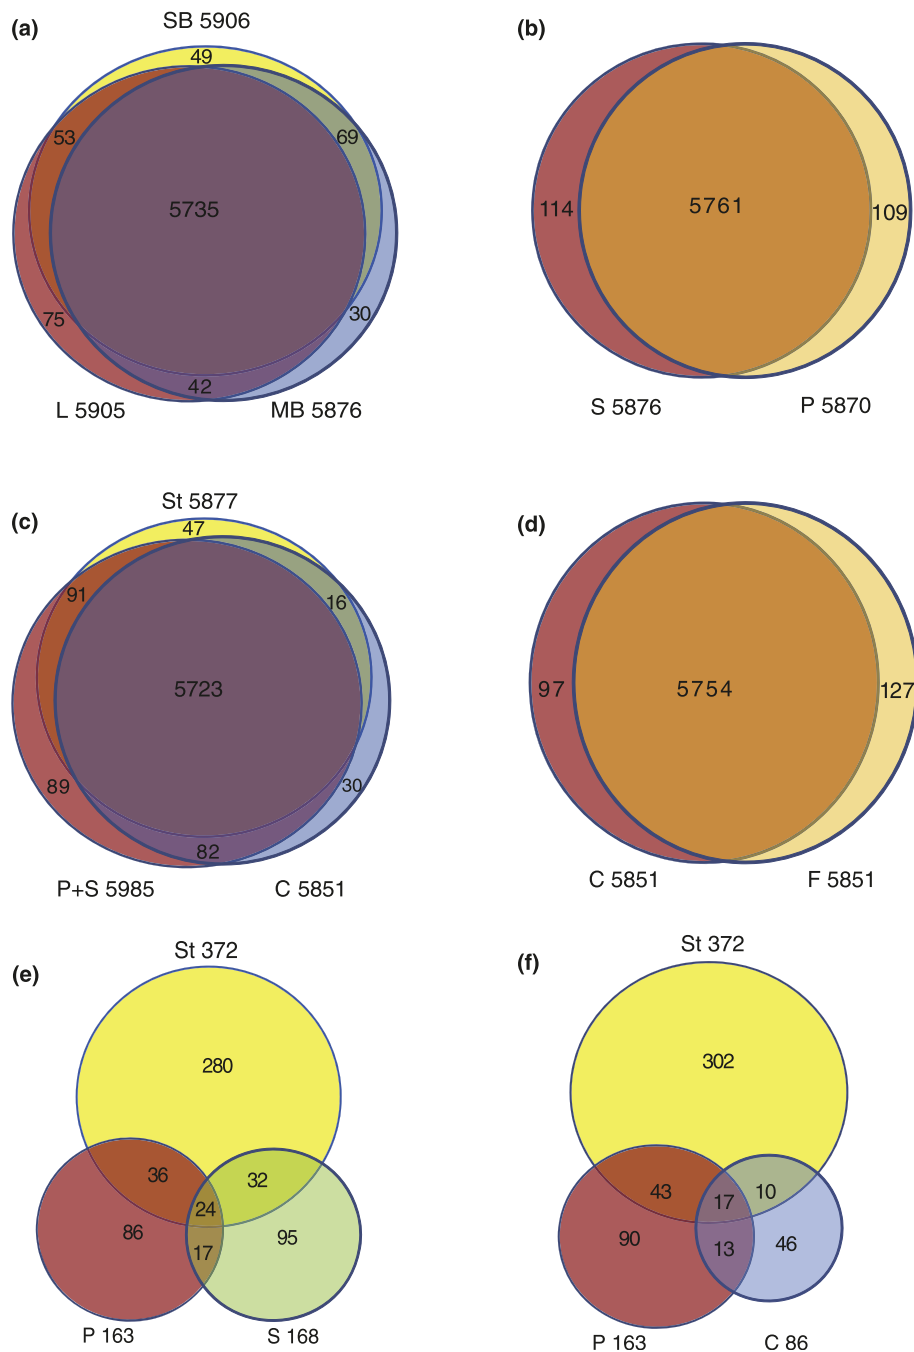 (a)
SB 5906
49
53
69
5735
75
30
42
L 5905
MB 5876
(b)
114
5761
109
S 5876
P 5870
(c)
St 5877
47
91
16
5723
89
30
82
P+S 5985
C 5851
(d)
97
5754
127
C 5851
F 5851
(e)
St 372
280
36
32
24
86
95
17
P 163
S 168
(f)
St 372
302
43
17
10
90
13
46
P 163
C 86